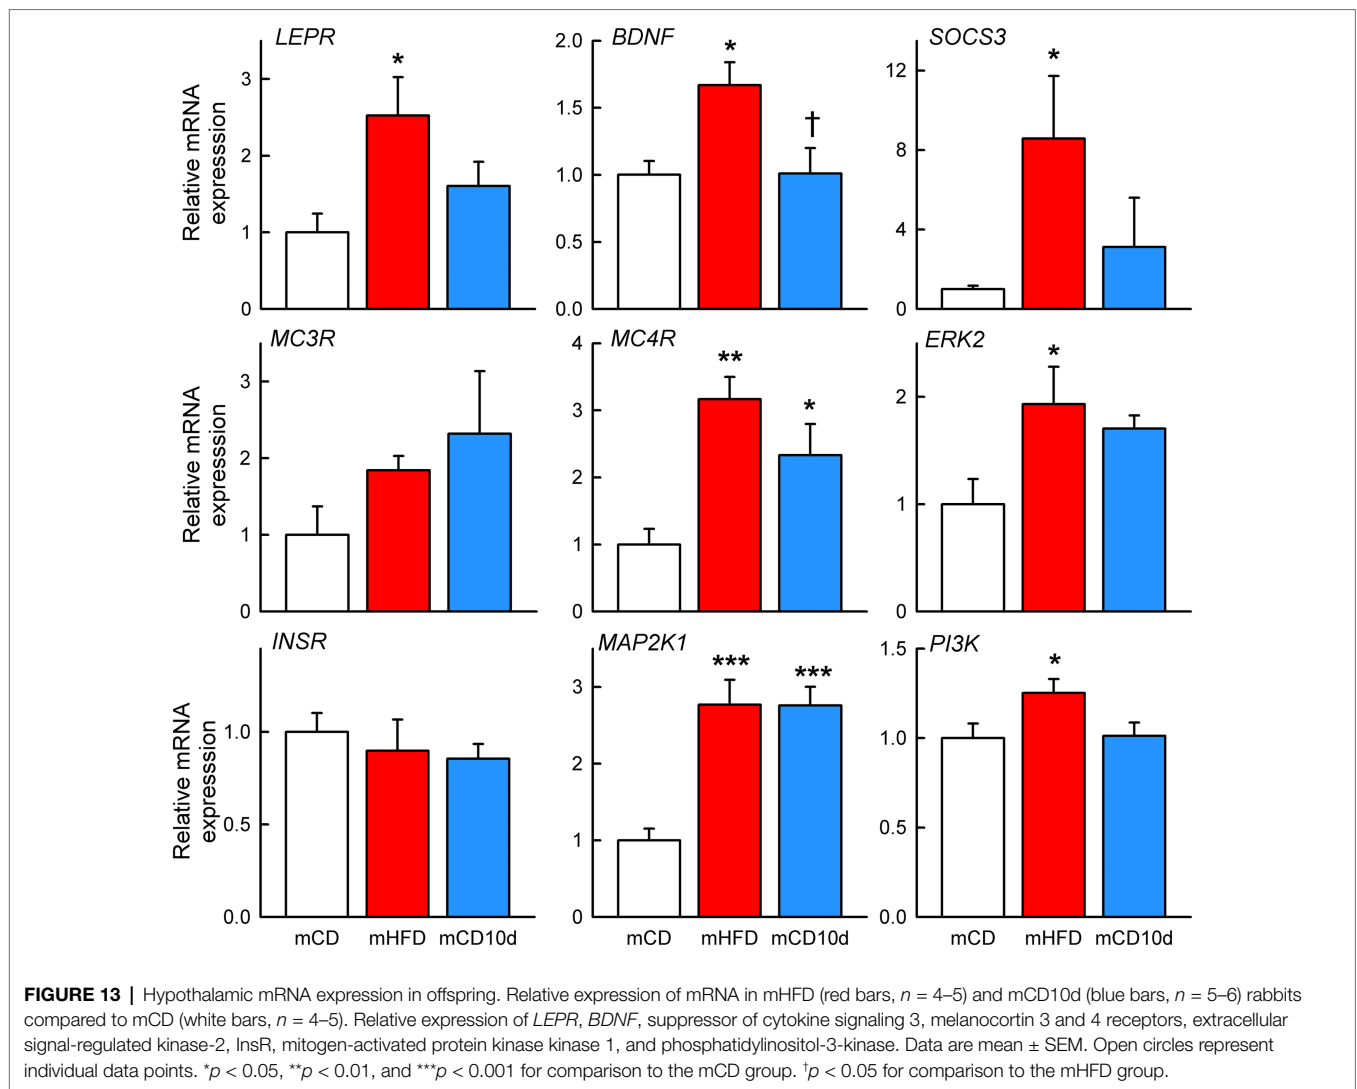 LEPR
BDNF
SOCS3
Relative mRNA
expresssion
3
2
1
0
*
2.0
1.5
1.0
0.5
0.0
*
†
12
8
4
0
*
MC3R
MC4R
ERK2
Relative mRNA
expresssion
3
2
1
0
4
3
2
1
0
**
*
2
1
0
*
INSR
MAP2K1
PI3K
Relative mRNA
expresssion
1.0
0.5
0.0
3
2
1
0
***
***
1.5
1.0
0.5
0.0
*
mCD mHFD mCD10d
mCD mHFD mCD10d
mCD mHFD mCD10d
FIGURE 13 | Hypothalamic mRNA expression in offspring. Relative expression of mRNA in mHFD (red bars, n = 4–5) and mCD10d (blue bars, n = 5–6) rabbits
compared to mCD (white bars, n = 4–5). Relative expression of LEPR, BDNF, suppressor of cytokine signaling 3, melanocortin 3 and 4 receptors, extracellular
signal-regulated kinase-2, InsR, mitogen-activated protein kinase kinase 1, and phosphatidylinositol-3-kinase. Data are mean ± SEM. Open circles represent
individual data points. *p < 0.05, **p < 0.01, and ***p < 0.001 for comparison to the mCD group. †p < 0.05 for comparison to the mHFD group.